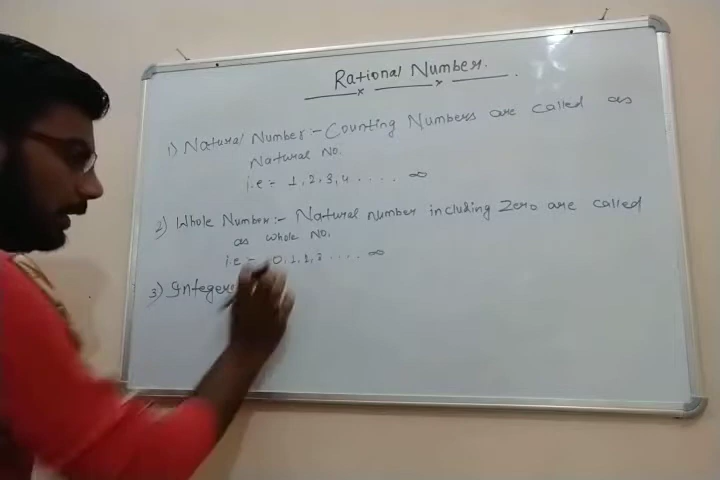 Rational Number.
1) Natural Number :- Counting Numbers are called as
Natural No.
i.e - 1, 2, 3, 4 . . . . . ∞
2) Whole Number :- Natural number including Zero are called
as whole No.
i.e - 0, 1, 2, 3 . . . . ∞
3) Integers